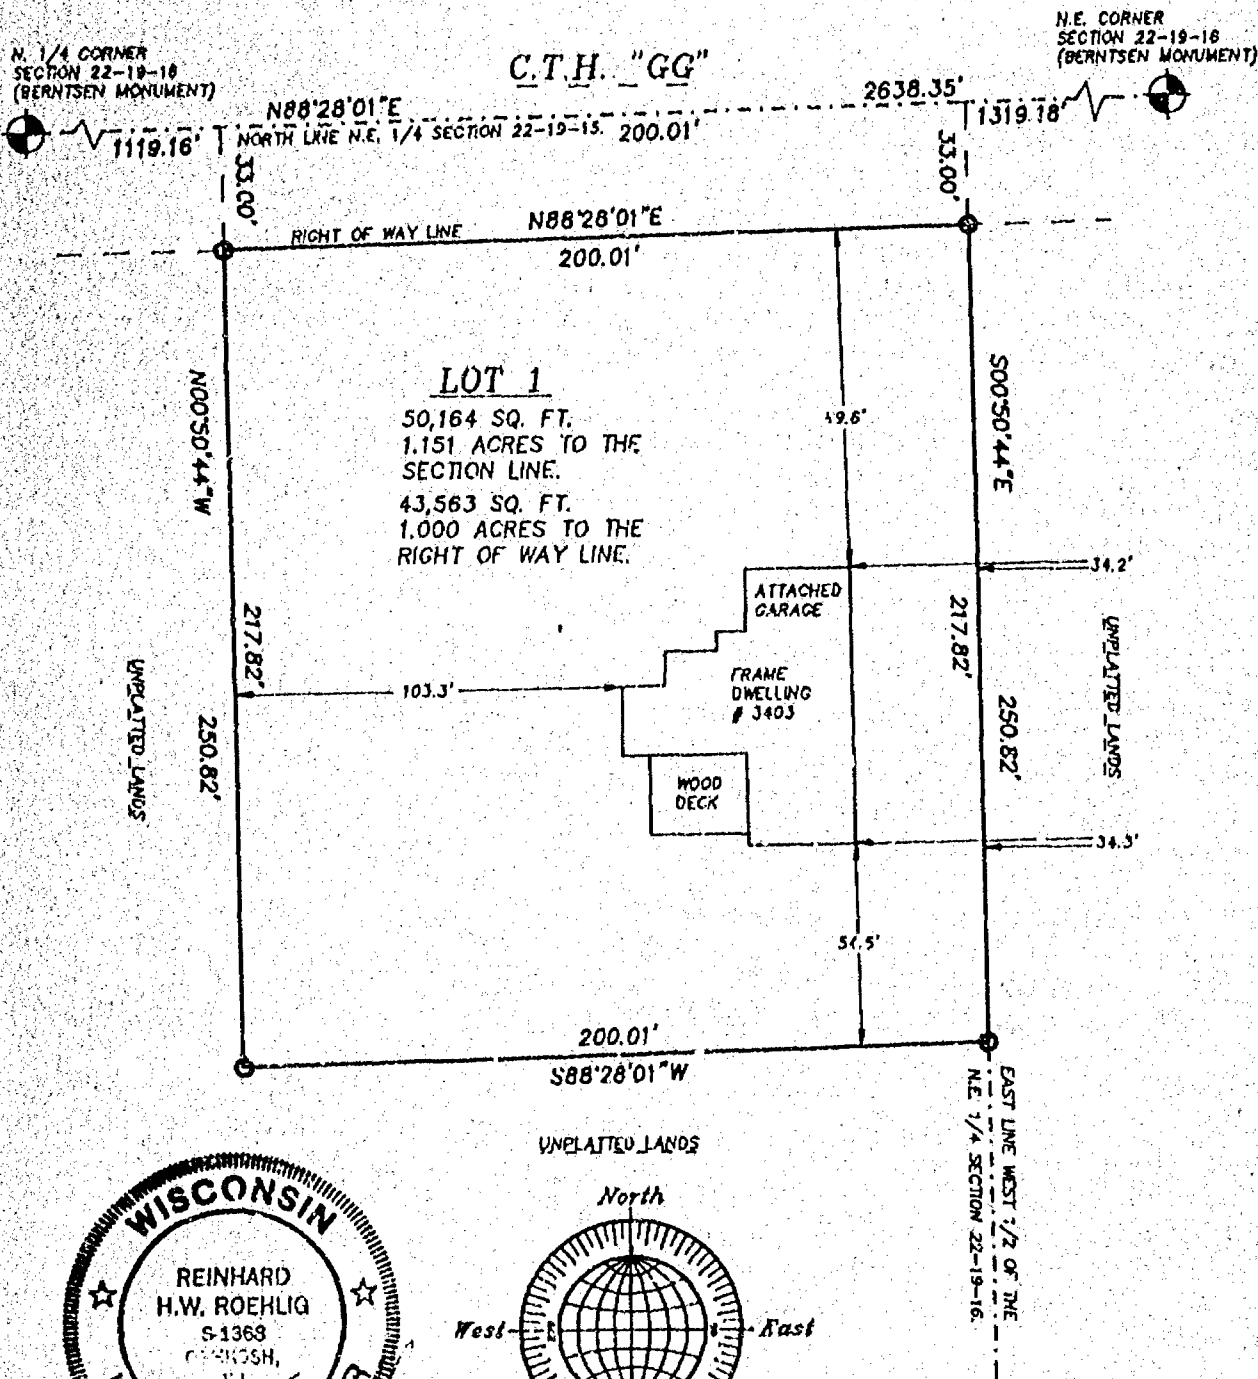 N. 1/4 CORNER
SECTION 22-19-16
(BERNTSEN MONUMENT)
C.T.H. "GG"
N.E. CORNER
SECTION 22-19-16
(BERNTSEN MONUMENT)
N88°28'01"E
2638.35'
1119.16'
NORTH LINE N.E. 1/4 SECTION 22-19-15.
200.01'
1319.18'
33.00'
33.00'
RIGHT OF WAY LINE
N88°28'01"E
200.01'
LOT 1
50,164 SQ. FT.
1.151 ACRES TO THE
SECTION LINE.
43,563 SQ. FT.
1.000 ACRES TO THE
RIGHT OF WAY LINE.
N00°50'44"W
S00°50'44"E
34.2'
ATTACHED
GARAGE
217.82'
217.82'
UNPLATTED LANDS
UNPLATTED LANDS
103.3'
FRAME
DWELLING
# 3403
250.82'
250.82'
WOOD
DECK
34.3'
200.01'
S88°28'01"W
EAST LINE WEST 1/2 OF THE
N.E. 1/4 SECTION 22-19-16.
UNPLATTED LANDS
WISCONSIN
REINHARD
H.W. ROEHLIG
S-1368
North
West
East